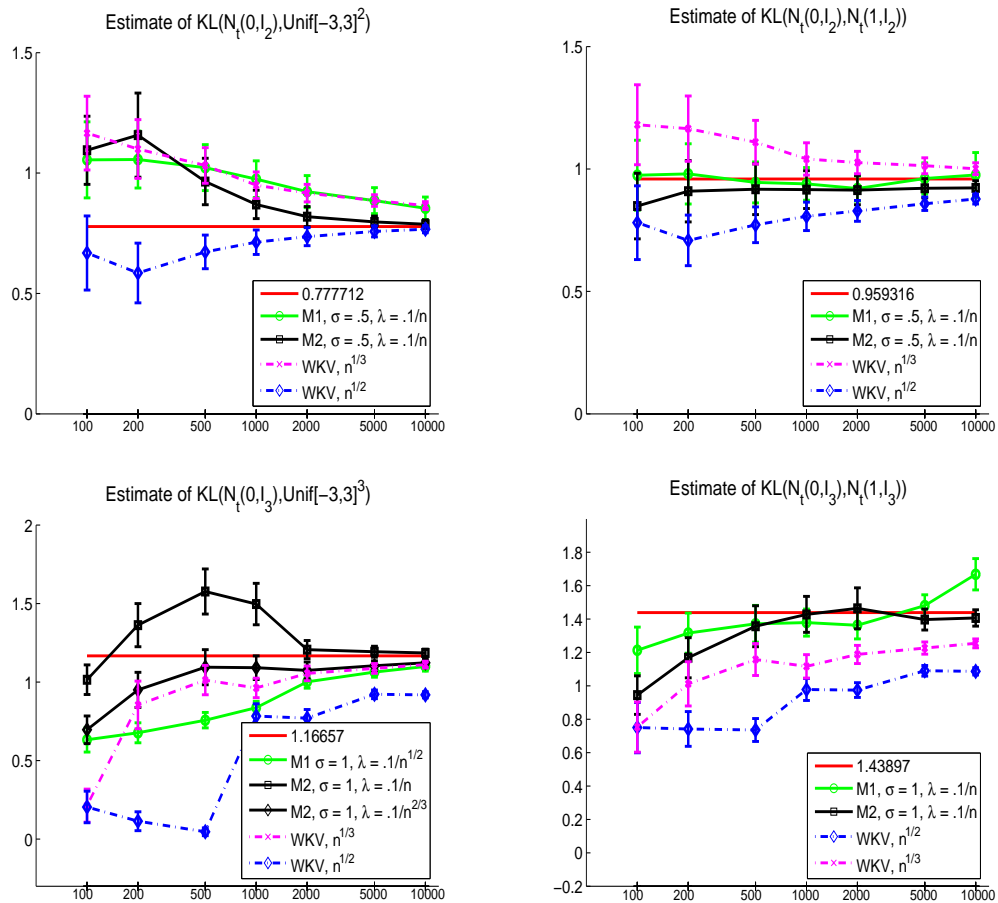 Estimate of KL(N_t(0,I_2),Unif[−3,3]^2)
1.5
1
0.5
0
100 200 500 1000 2000 5000 10000
0.777712
M1, σ = .5, λ = .1/n
M2, σ = .5, λ = .1/n
WKV, n^{1/3}
WKV, n^{1/2}
Estimate of KL(N_t(0,I_2),N_t(1,I_2))
1.5
1
0.5
0
100 200 500 1000 2000 5000 10000
0.959316
M1, σ = .5, λ = .1/n
M2, σ = .5, λ = .1/n
WKV, n^{1/3}
WKV, n^{1/2}
Estimate of KL(N_t(0,I_3),Unif[−3,3]^3)
2
1.5
1
0.5
0
100 200 500 1000 2000 5000 10000
1.16657
M1 σ = 1, λ = .1/n^{1/2}
M2, σ = 1, λ = .1/n
M2, σ = 1, λ = .1/n^{2/3}
WKV, n^{1/3}
WKV, n^{1/2}
Estimate of KL(N_t(0,I_3),N_t(1,I_3))
1.8
1.6
1.4
1.2
1
0.8
0.6
0.4
0.2
0
−0.2
100 200 500 1000 2000 5000 10000
1.43897
M1, σ = 1, λ = .1/n
M2, σ = 1, λ = .1/n
WKV, n^{1/2}
WKV, n^{1/3}